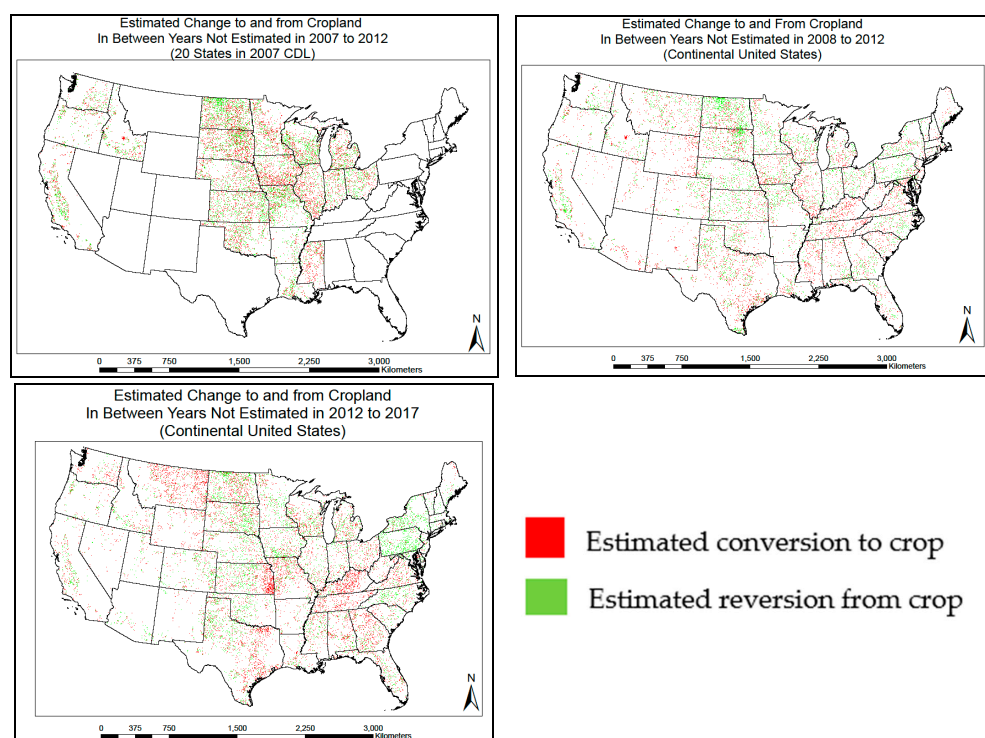 Estimated Change to and from Cropland
In Between Years Not Estimated in 2007 to 2012
(20 States in 2007 CDL)
N
0 375 750 1,500 2,250 3,000
Kilometers
Estimated Change to and From Cropland
In Between Years Not Estimated in 2008 to 2012
(Continental United States)
N
0 375 750 1,500 2,250 3,000
Kilometers
Estimated Change to and from Cropland
In Between Years Not Estimated in 2012 to 2017
(Continental United States)
N
0 375 750 1,500 2,250 3,000
Kilometers
Estimated conversion to crop
Estimated reversion from crop